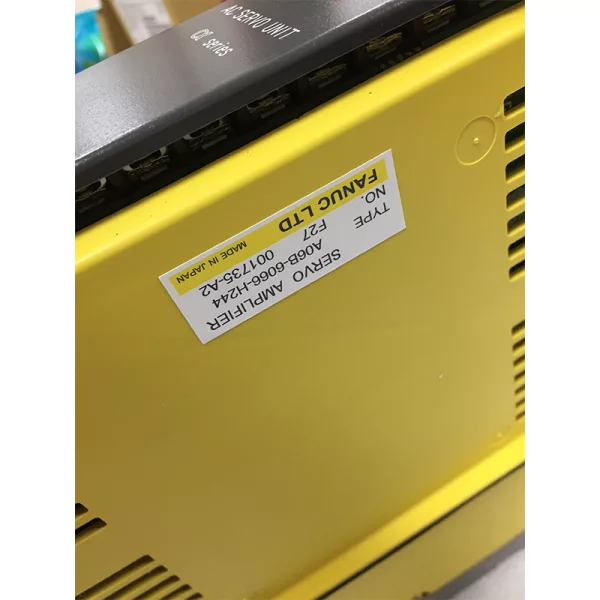 AC SERVO UNIT
series
SERVO AMPLIFIER
TYPE A06B-6066-H244
NO. F27 001735-A2
FANUC LTD MADE IN JAPAN